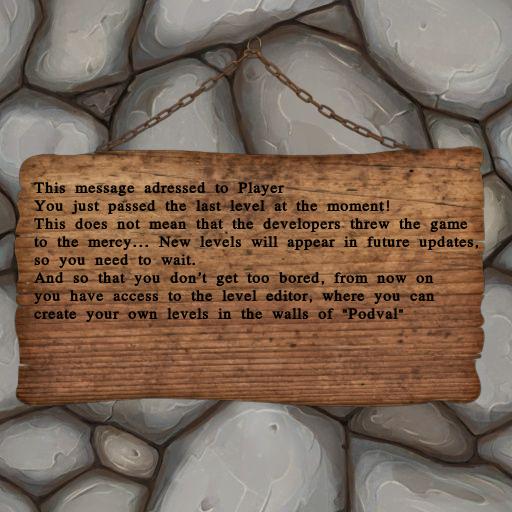 This message adressed to Player
You just passed the last level at the moment!
This does not mean that the developers threw the game
to the mercy... New levels will appear in future updates,
so you need to wait.
And so that you don't get too bored, from now on
you have access to the level editor, where you can
create your own levels in the walls of "Podval"